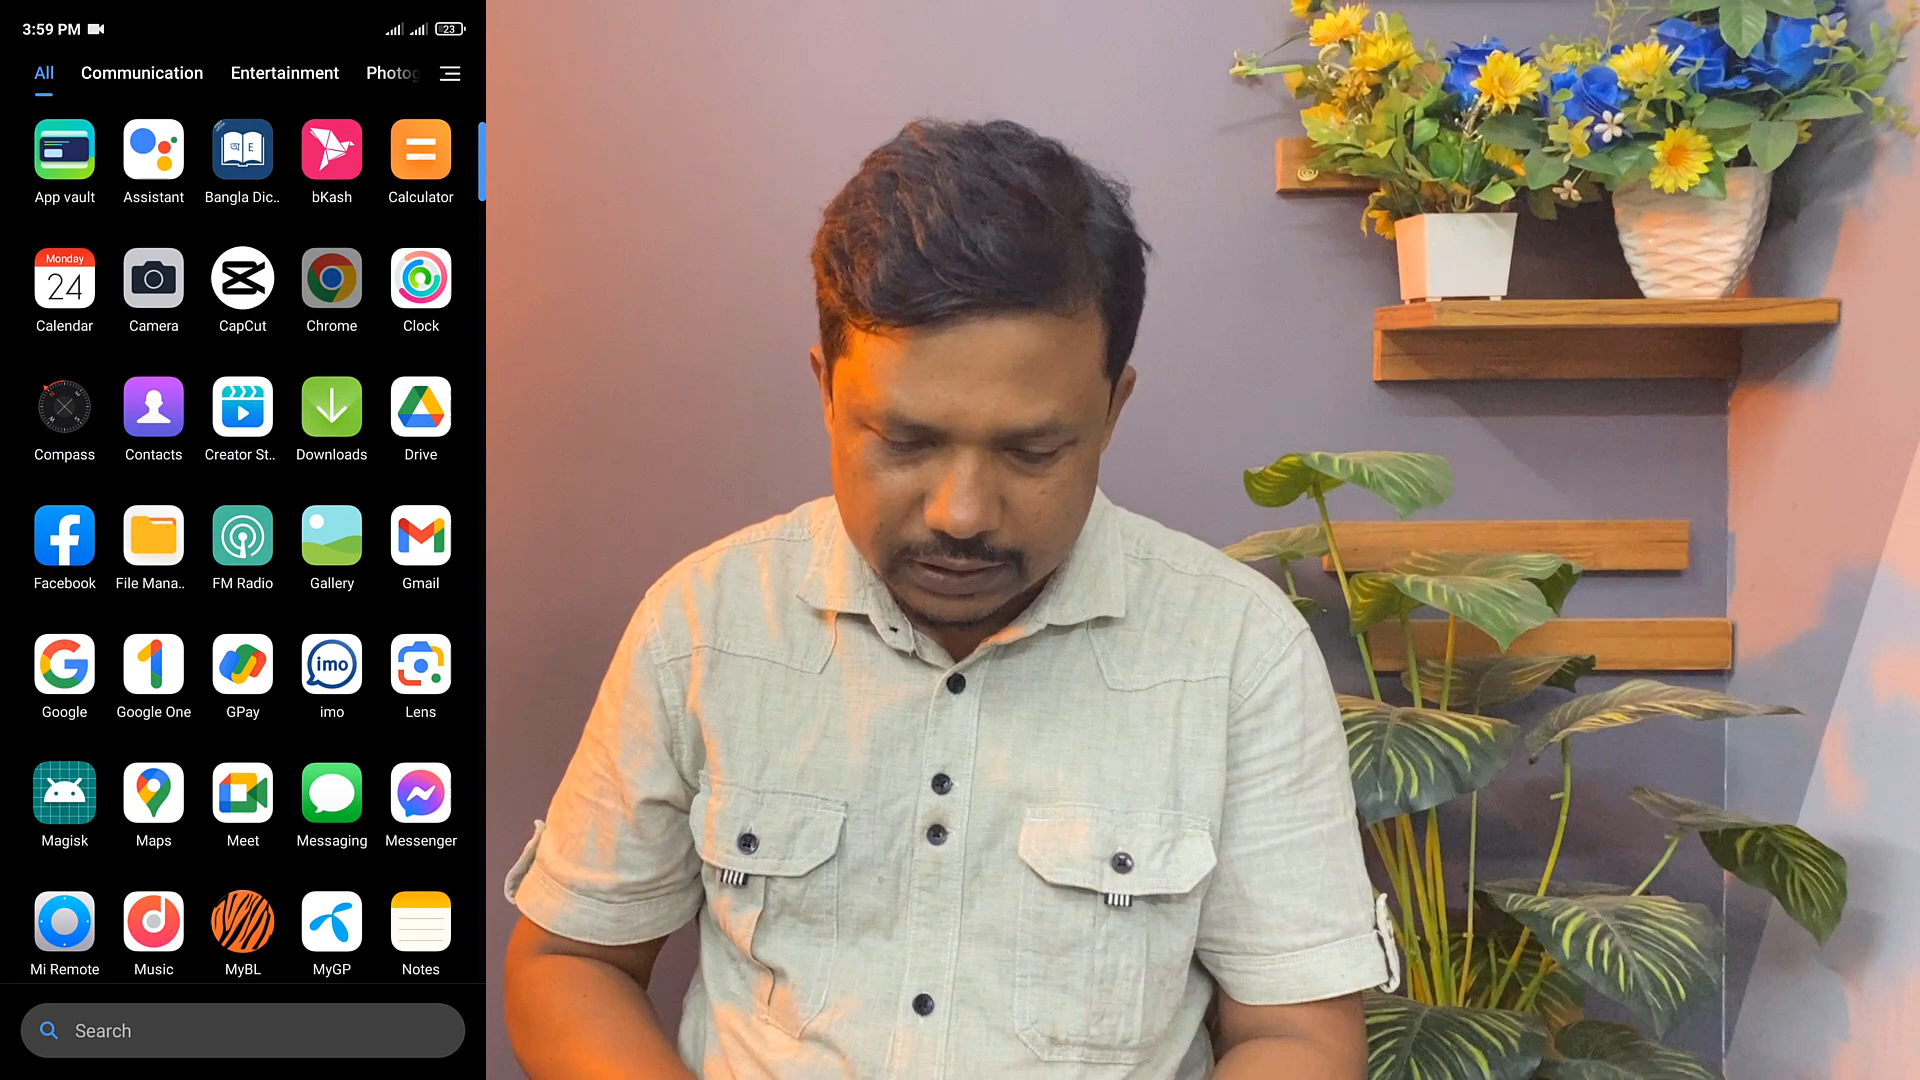 3:59 PM
23
All Communication Entertainment Photog
অ E
App vault Assistant Bangla Dic.. bKash Calculator
Monday
24
Calendar Camera CapCut Chrome Clock
Compass Contacts Creator St.. Downloads Drive
Facebook File Mana.. FM Radio Gallery Gmail
imo
Google Google One GPay imo Lens
Magisk Maps Meet Messaging Messenger
Mi Remote Music MyBL MyGP Notes
Search